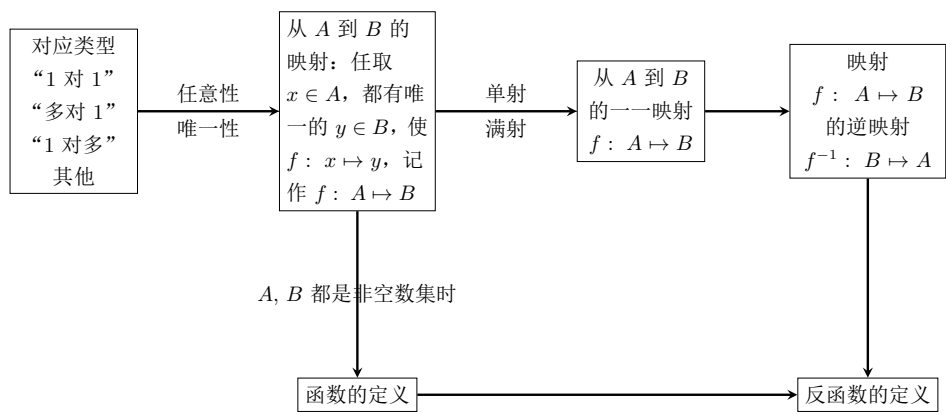 对应类型
“1 对 1”
“多对 1”
“1 对多”
其他
任意性
唯一性
从 A 到 B 的
映射：任取
x ∈ A，都有唯
一的 y ∈ B，使
f : x ↦ y，记
作 f : A ↦ B
单射
满射
从 A 到 B
的一一映射
f : A ↦ B
映射
f : A ↦ B
的逆映射
f⁻¹ : B ↦ A
A, B 都是非空数集时
函数的定义
反函数的定义